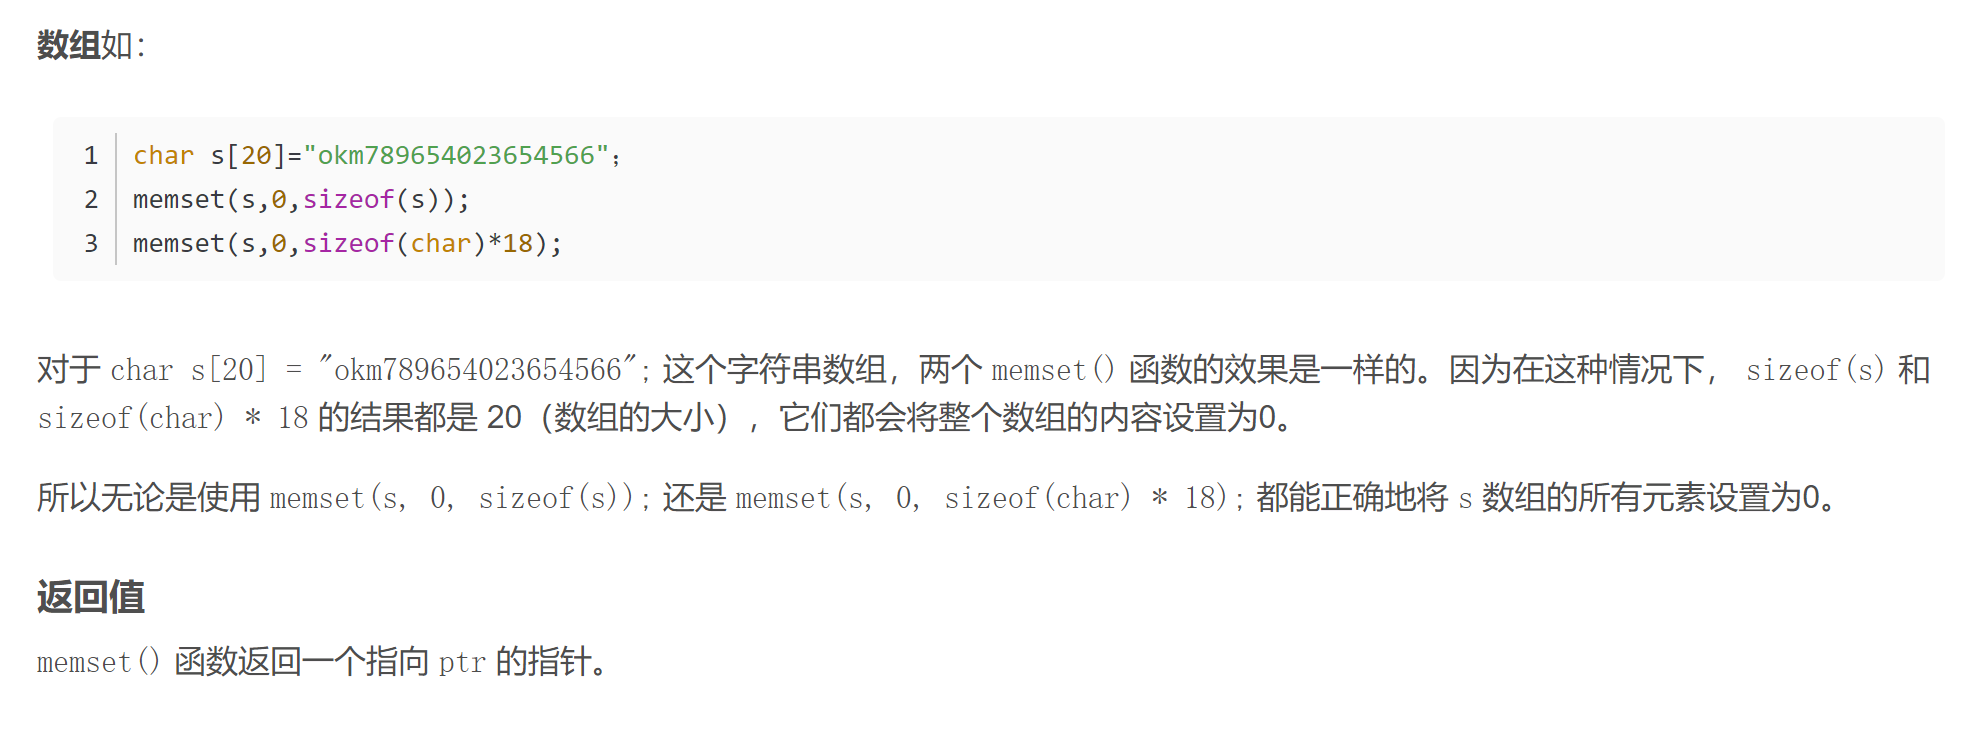 数组如：
1 char s[20]="okm789654023654566";
2 memset(s,0,sizeof(s));
3 memset(s,0,sizeof(char)*18);
对于 char s[20] = "okm789654023654566"; 这个字符串数组，两个 memset() 函数的效果是一样的。因为在这种情况下， sizeof(s) 和
sizeof(char) * 18 的结果都是 20（数组的大小），它们都会将整个数组的内容设置为0。
所以无论是使用 memset(s, 0, sizeof(s)); 还是 memset(s, 0, sizeof(char) * 18); 都能正确地将 s 数组的所有元素设置为0。
返回值
memset() 函数返回一个指向 ptr 的指针。